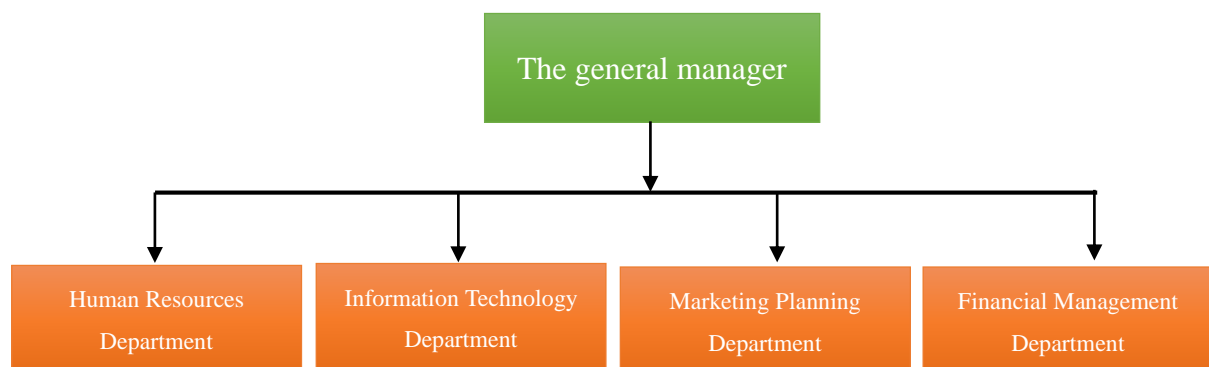 The general manager
Human Resources
Department
Information Technology
Department
Marketing Planning
Department
Financial Management
Department